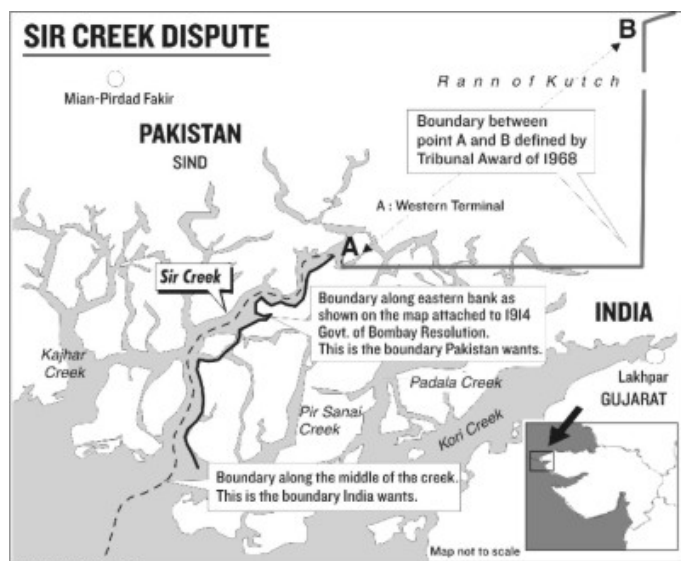 SIR CREEK DISPUTE
B
Mian-Pirdad Fakir
Rann of Kutch
PAKISTAN
SIND
Boundary between
point A and B defined by
Tribunal Award of 1968
A : Western Terminal
A
Sir Creek
Boundary along eastern bank as
shown on the map attached to 1914
Govt. of Bombay Resolution.
This is the boundary Pakistan wants.
INDIA
Kajhar
Creek
Lakhpar
GUJARAT
Padala Creek
Pir Sanai
Creek
Kori Creek
Boundary along the middle of the creek.
This is the boundary India wants.
Map not to scale